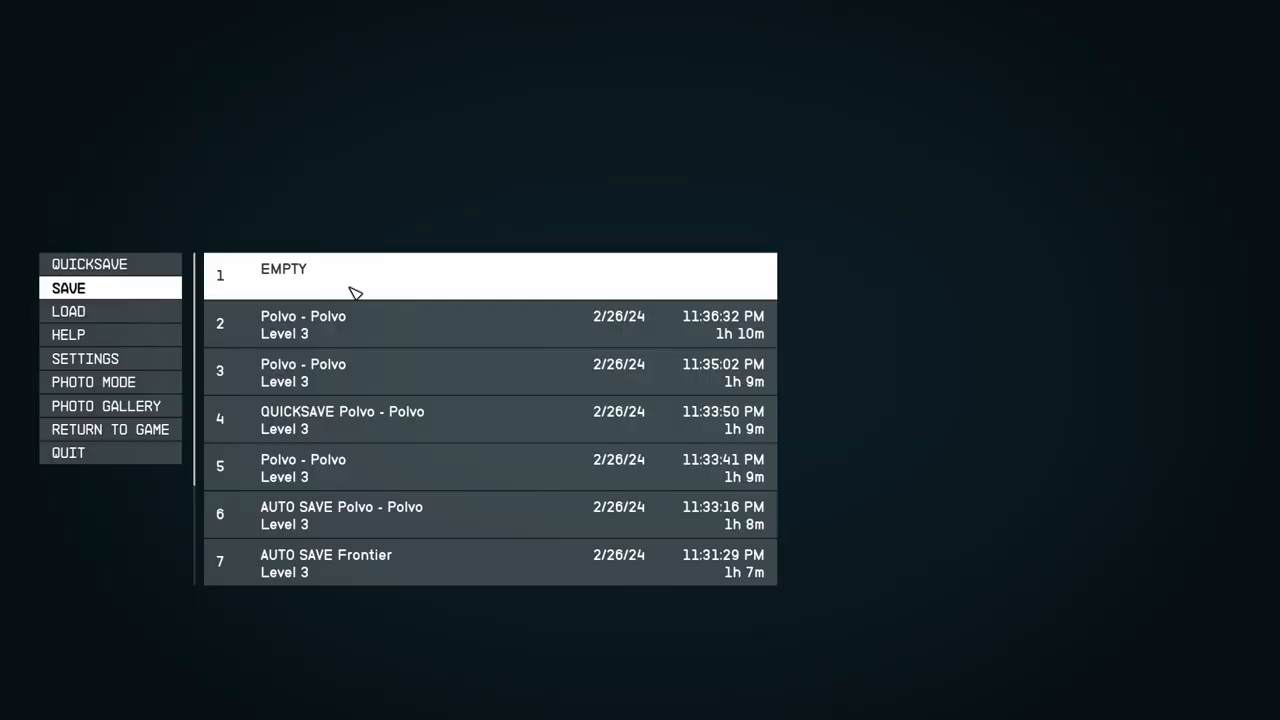 QUICKSAVE
SAVE
LOAD
HELP
SETTINGS
PHOTO MODE
PHOTO GALLERY
RETURN TO GAME
QUIT
1 EMPTY
2 Polvo - Polvo 2/26/24 11:36:32 PM
Level 3 1h 10m
3 Polvo - Polvo 2/26/24 11:35:02 PM
Level 3 1h 9m
4 QUICKSAVE Polvo - Polvo 2/26/24 11:33:50 PM
Level 3 1h 9m
5 Polvo - Polvo 2/26/24 11:33:41 PM
Level 3 1h 9m
6 AUTO SAVE Polvo - Polvo 2/26/24 11:33:16 PM
Level 3 1h 8m
7 AUTO SAVE Frontier 2/26/24 11:31:29 PM
Level 3 1h 7m